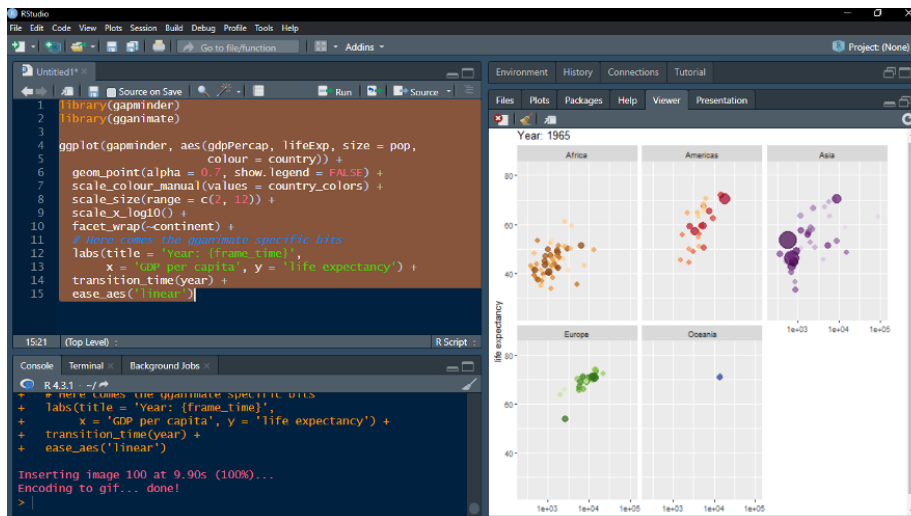 RStudio
File Edit Code View Plots Session Build Debug Profile Tools Help
Go to file/function Addins Project: (None)
Untitled1*
Source on Save Run Source
1 library(gapminder)
2 library(gganimate)
3
4 ggplot(gapminder, aes(gdpPercap, lifeExp, size = pop,
5 colour = country)) +
6 geom_point(alpha = 0.7, show.legend = FALSE) +
7 scale_colour_manual(values = country_colors) +
8 scale_size(range = c(2, 12)) +
9 scale_x_log10() +
10 facet_wrap(~continent) +
11 # Here comes the gganimate specific bits
12 labs(title = 'Year: {frame_time}',
13 x = 'GDP per capita', y = 'life expectancy') +
14 transition_time(year) +
15 ease_aes('linear')
15:21 (Top Level) R Script
Console Terminal Background Jobs
R 4.3.1 · ~/
+ # Here comes the gganimate specific bits
+ labs(title = 'Year: {frame_time}',
+ x = 'GDP per capita', y = 'life expectancy') +
+ transition_time(year) +
+ ease_aes('linear')
Inserting image 100 at 9.90s (100%)...
Encoding to gif... done!
>
Environment History Connections Tutorial
Files Plots Packages Help Viewer Presentation
Year: 1965
Africa Americas Asia
80
60
40
1e+03 1e+04 1e+05
Europe Oceania
life expectancy
80
60
40
1e+03 1e+04 1e+05 1e+03 1e+04 1e+05